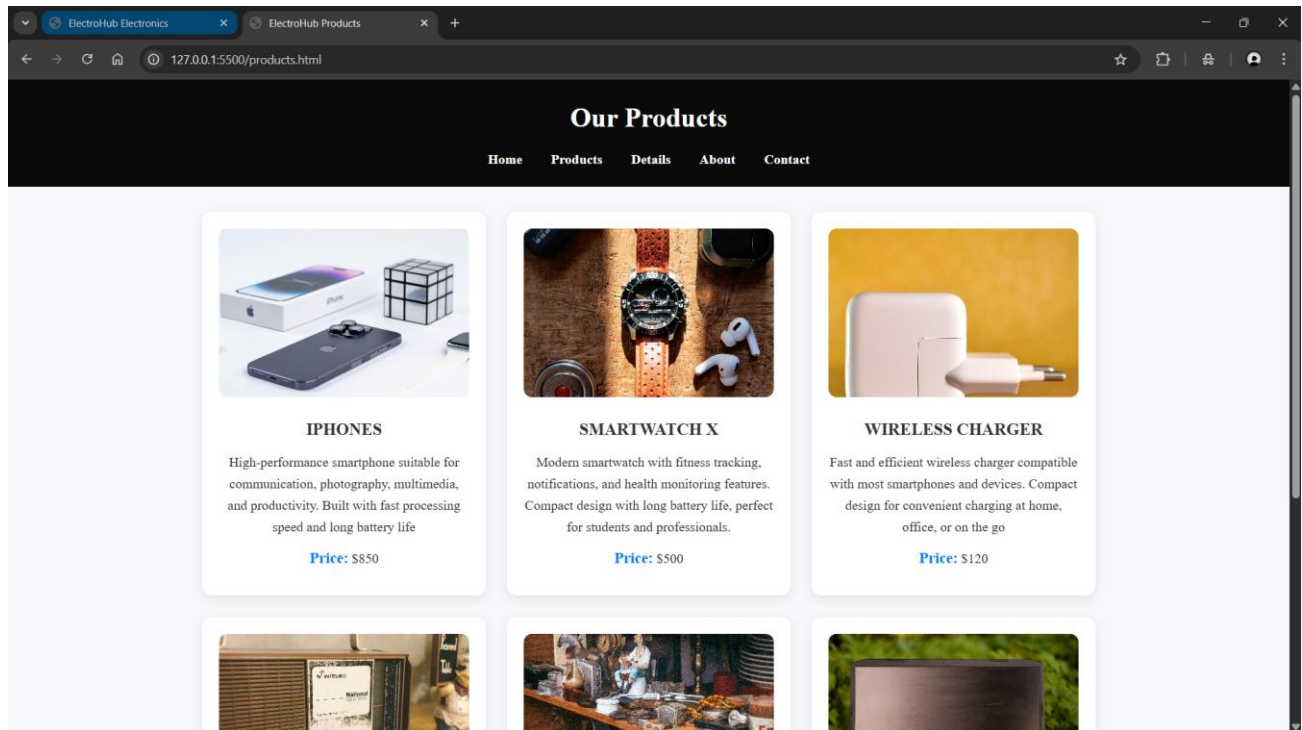 ElectroHub Electronics
ElectroHub Products
127.0.0.1:5500/products.html
Our Products
Home Products Details About Contact
iPhone
IPHONES
High-performance smartphone suitable for
communication, photography, multimedia,
and productivity. Built with fast processing
speed and long battery life
Price: $850
SMARTWATCH X
Modern smartwatch with fitness tracking,
notifications, and health monitoring features.
Compact design with long battery life, perfect
for students and professionals.
Price: $500
WIRELESS CHARGER
Fast and efficient wireless charger compatible
with most smartphones and devices. Compact
design for convenient charging at home,
office, or on the go
Price: $120
National